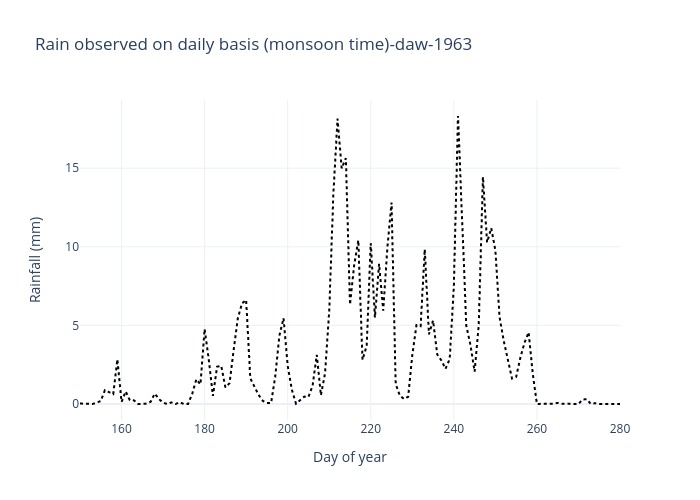 Rain observed on daily basis (monsoon time)-daw-1963
Rainfall (mm)
15
10
5
0
160 180 200 220 240 260 280
Day of year